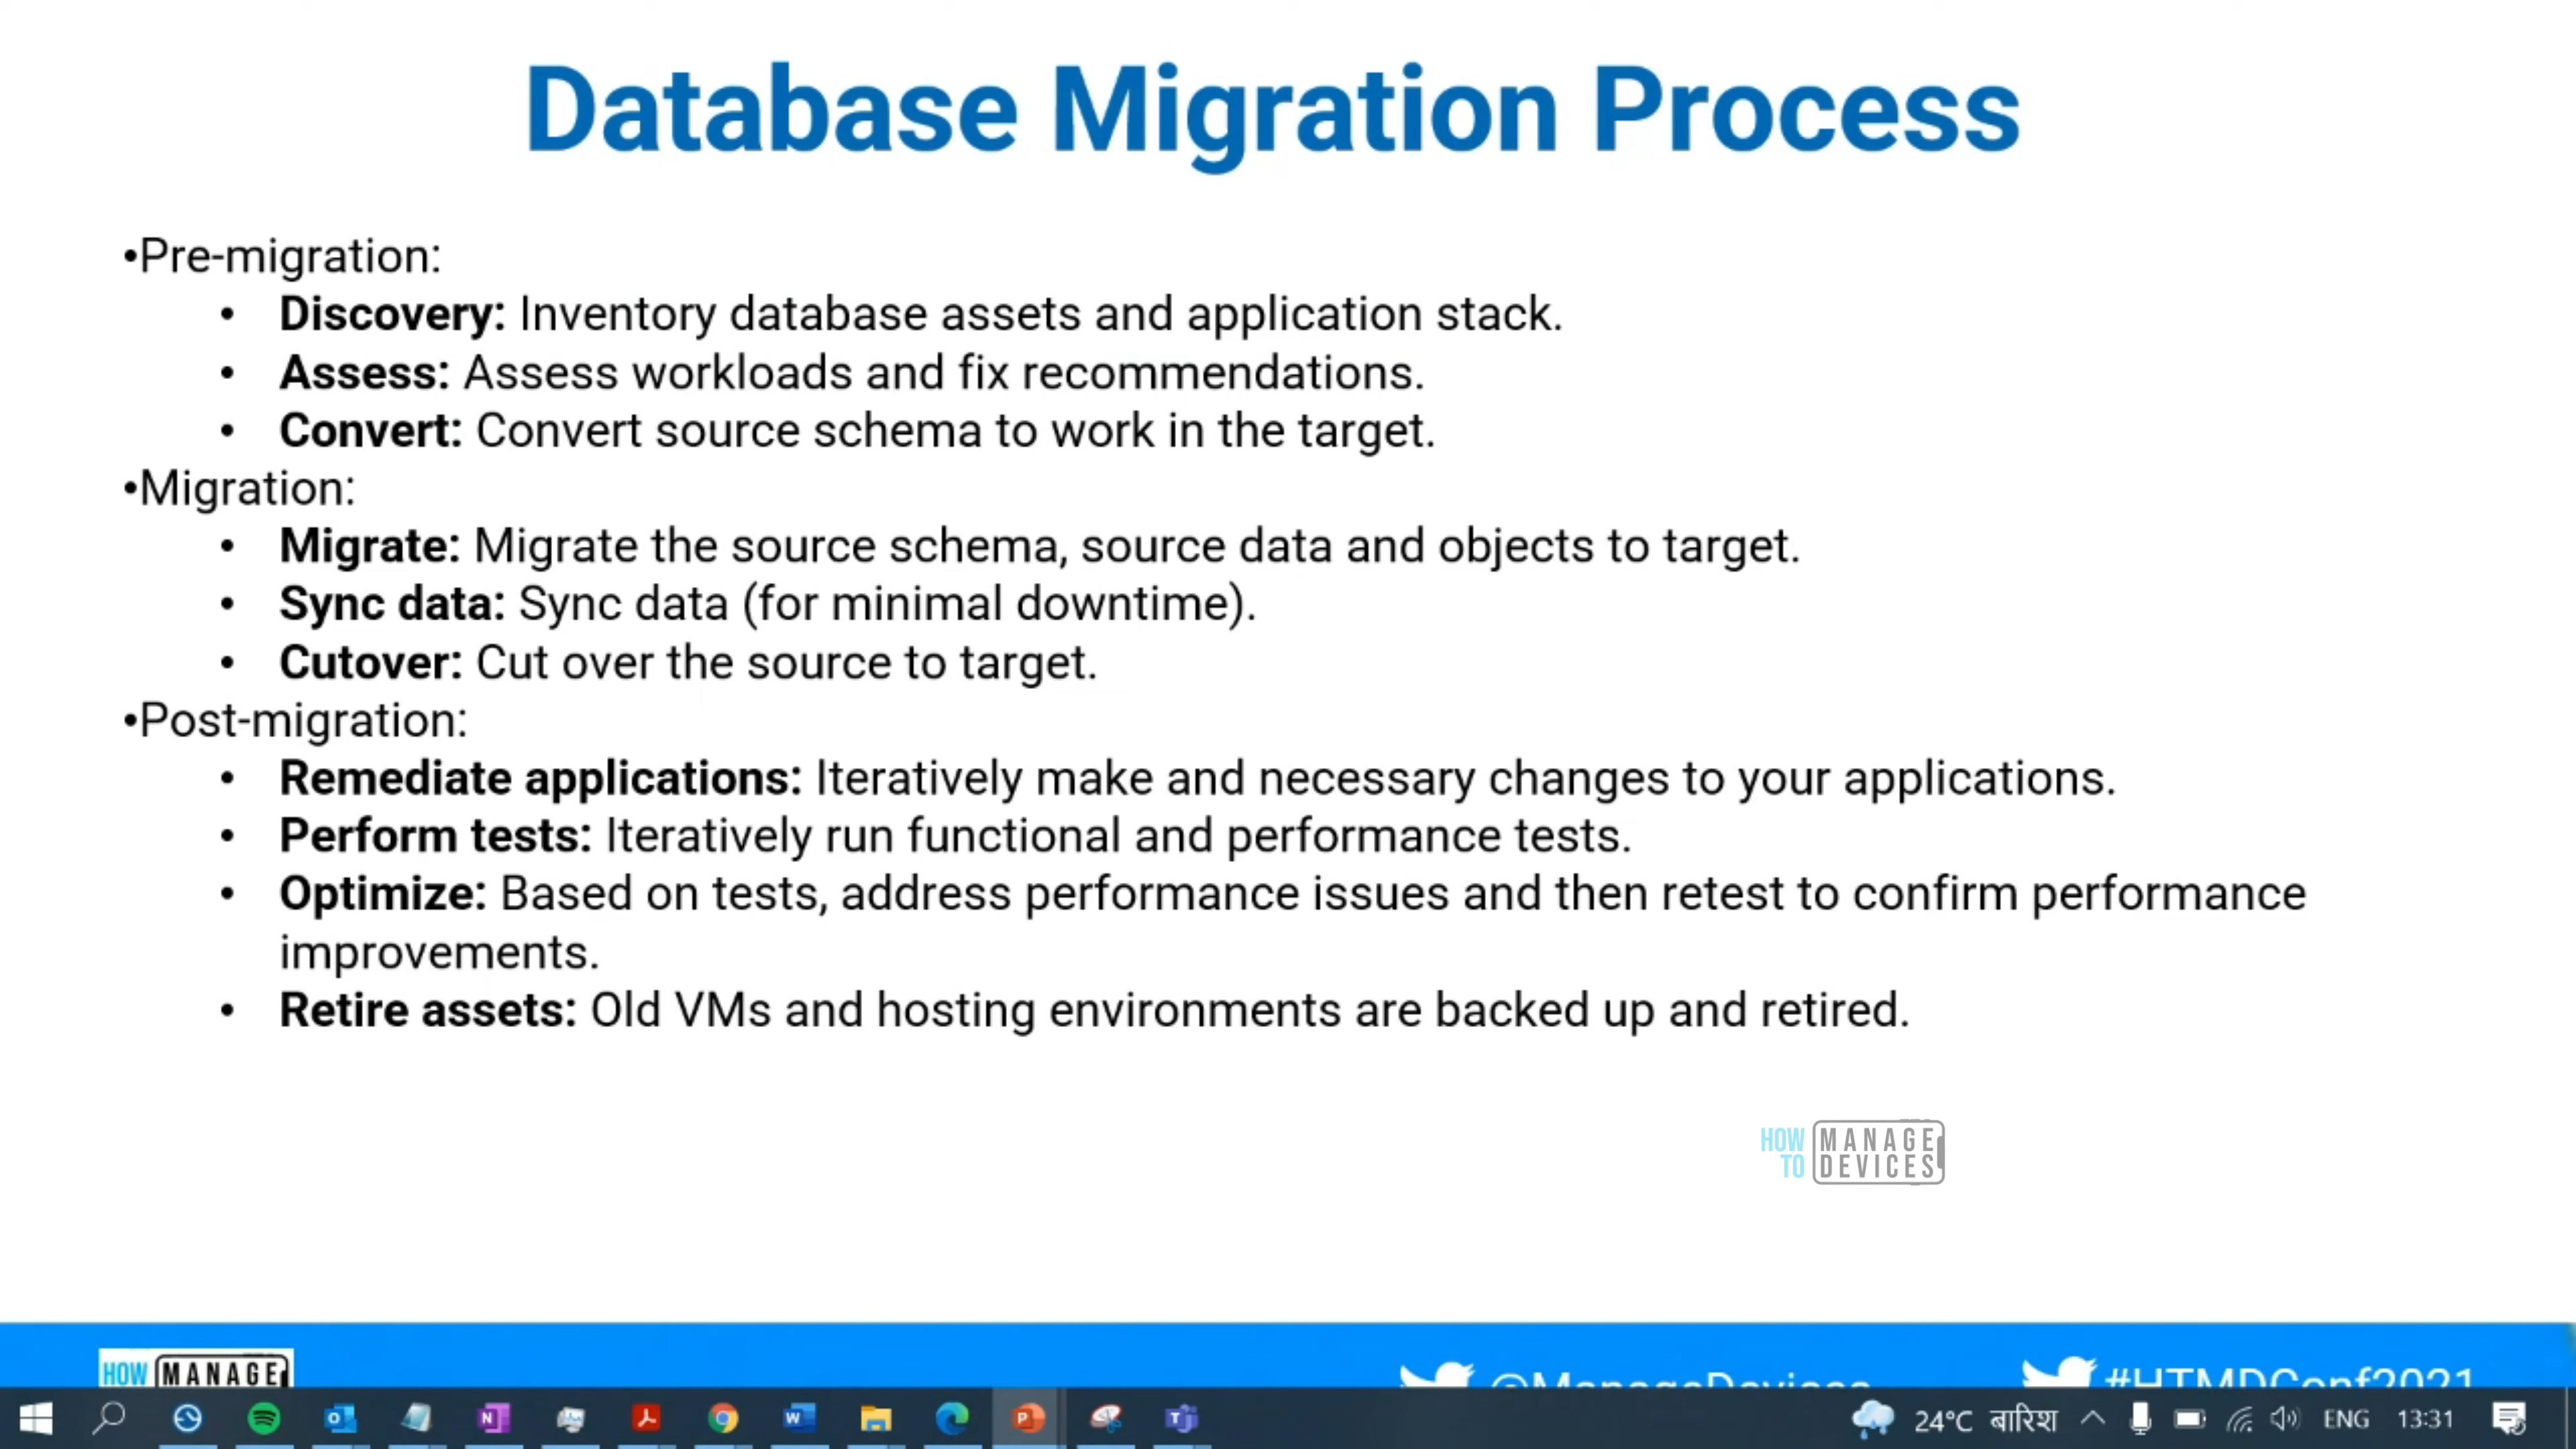 Database Migration Process
•Pre-migration:
• Discovery: Inventory database assets and application stack.
• Assess: Assess workloads and fix recommendations.
• Convert: Convert source schema to work in the target.
•Migration:
• Migrate: Migrate the source schema, source data and objects to target.
• Sync data: Sync data (for minimal downtime).
• Cutover: Cut over the source to target.
•Post-migration:
• Remediate applications: Iteratively make and necessary changes to your applications.
• Perform tests: Iteratively run functional and performance tests.
• Optimize: Based on tests, address performance issues and then retest to confirm performance
improvements.
• Retire assets: Old VMs and hosting environments are backed up and retired.
HOW MANAGE
TO DEVICES
HOW MANAGE
@ManageDevices #HTMDConf2021
24°C बारिश ENG 13:31